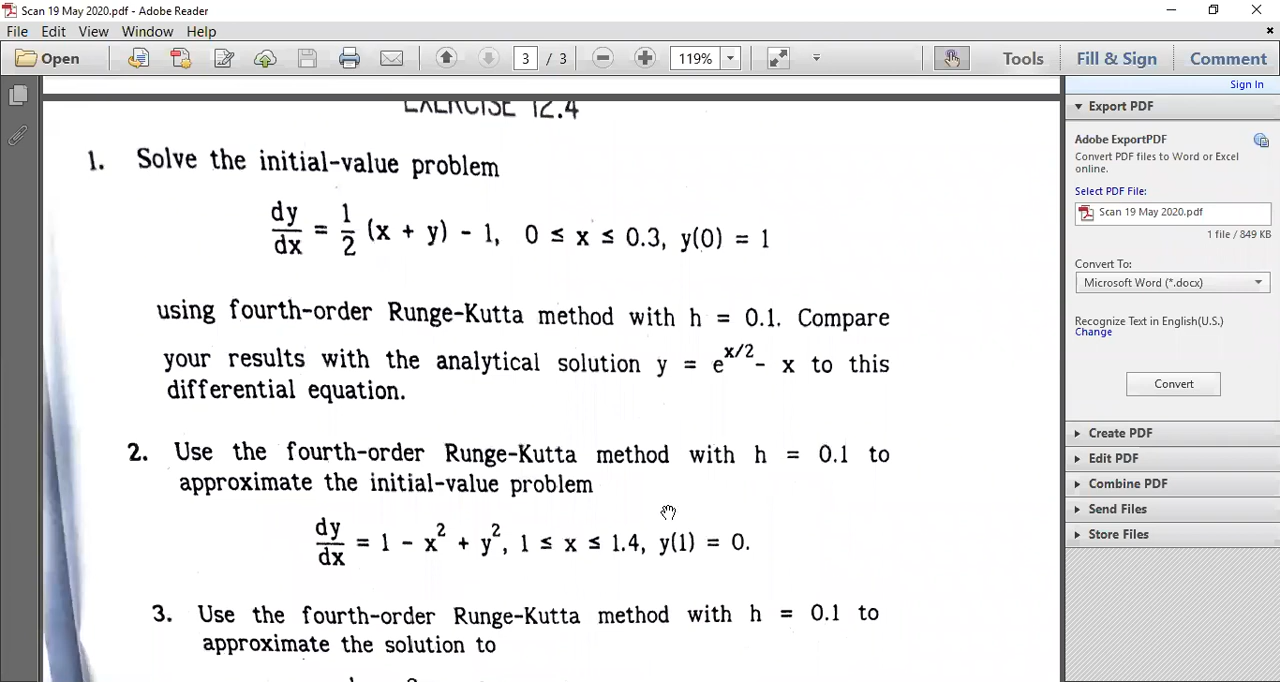 Scan 19 May 2020.pdf - Adobe Reader
File Edit View Window Help
Open 3 / 3 119% Tools Fill & Sign Comment
Sign In
EXERCISE 12.4
1. Solve the initial-value problem
dy/dx = 1/2 (x + y) - 1, 0 ≤ x ≤ 0.3, y(0) = 1
using fourth-order Runge-Kutta method with h = 0.1. Compare
your results with the analytical solution y = e^x/2 - x to this
differential equation.
2. Use the fourth-order Runge-Kutta method with h = 0.1 to
approximate the initial-value problem
dy/dx = 1 - x² + y², 1 ≤ x ≤ 1.4, y(1) = 0.
3. Use the fourth-order Runge-Kutta method with h = 0.1 to
approximate the solution to
Export PDF
Adobe ExportPDF
Convert PDF files to Word or Excel
online.
Select PDF File:
Scan 19 May 2020.pdf
1 file / 849 KB
Convert To:
Microsoft Word (*.docx)
Recognize Text in English(U.S.)
Change
Convert
Create PDF
Edit PDF
Combine PDF
Send Files
Store Files